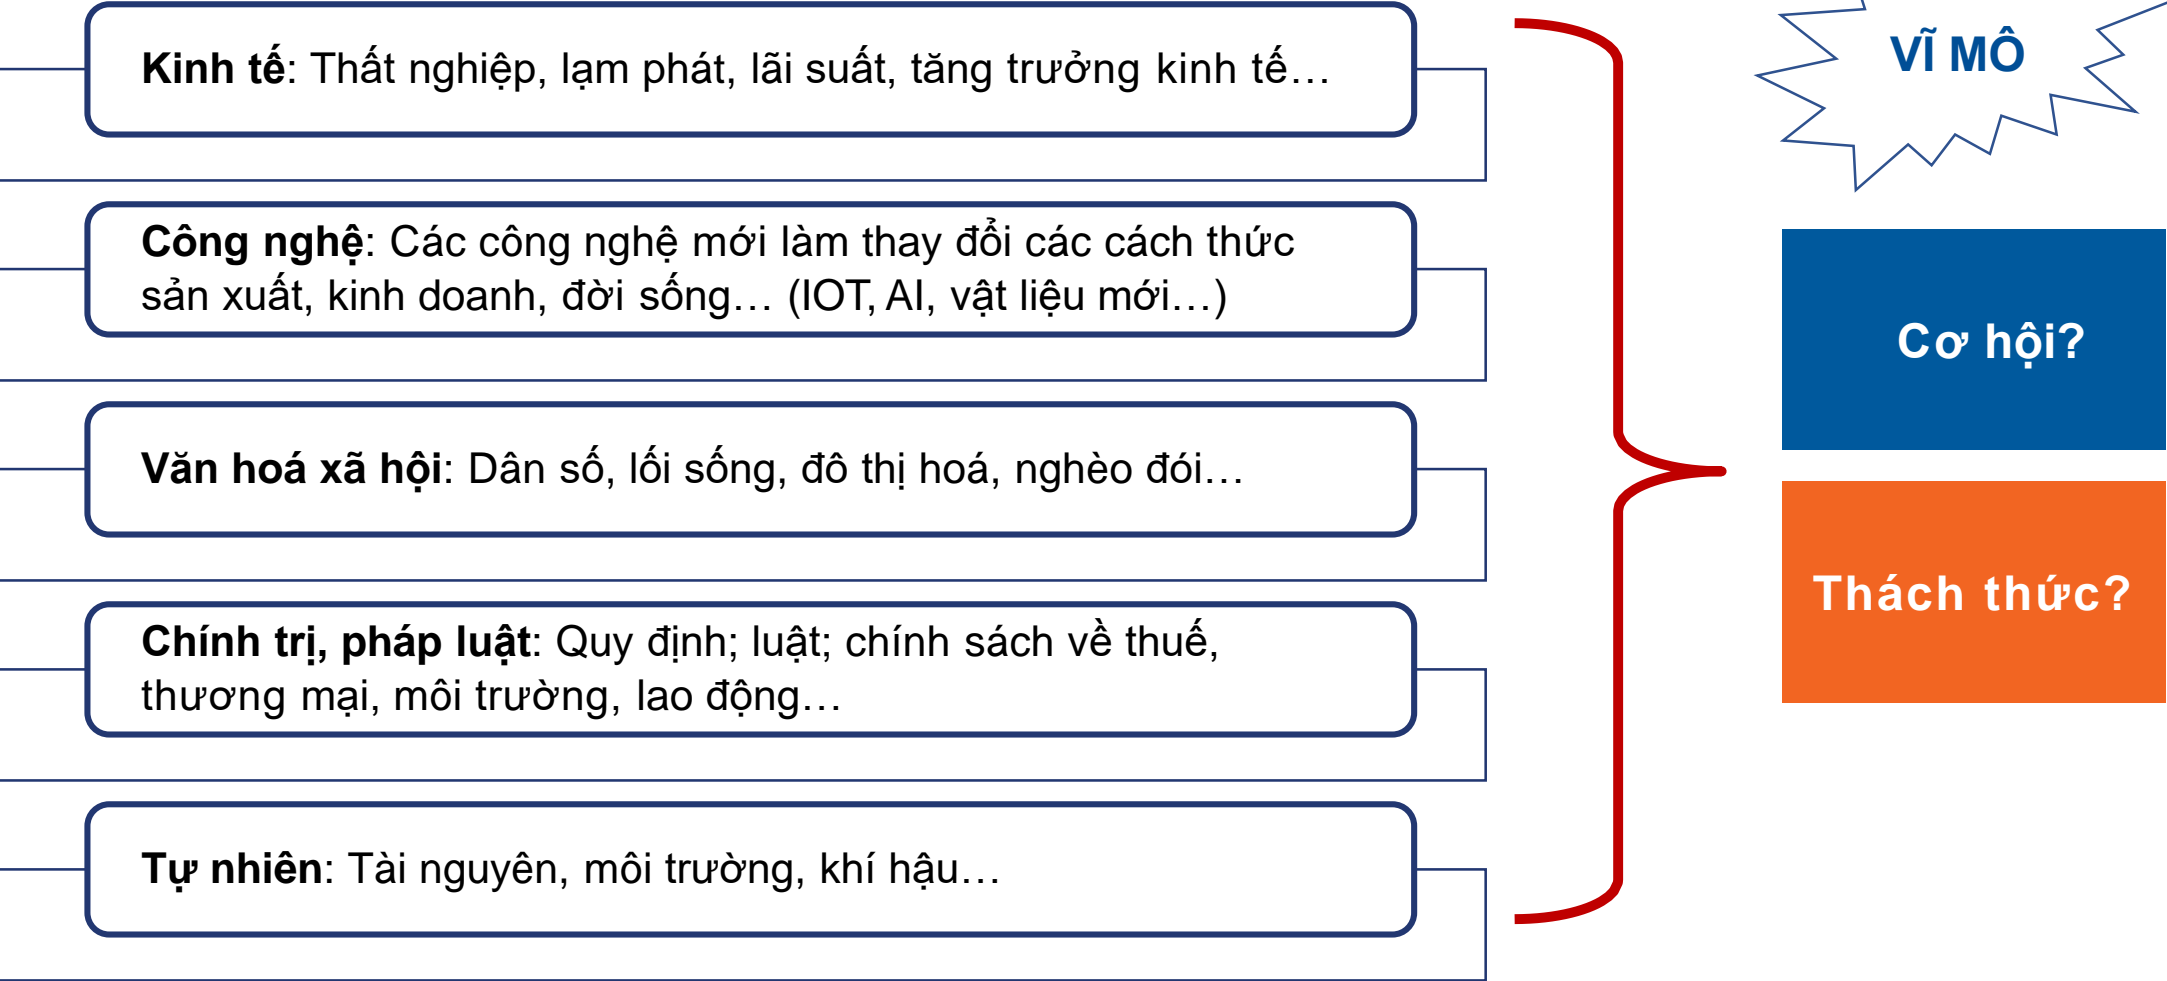 Kinh tế: Thất nghiệp, lạm phát, lãi suất, tăng trưởng kinh tế…
Công nghệ: Các công nghệ mới làm thay đổi các cách thức
sản xuất, kinh doanh, đời sống… (IOT, AI, vật liệu mới…)
Văn hoá xã hội: Dân số, lối sống, đô thị hoá, nghèo đói…
Chính trị, pháp luật: Quy định; luật; chính sách về thuế,
thương mại, môi trường, lao động…
Tự nhiên: Tài nguyên, môi trường, khí hậu…
VĨ MÔ
Cơ hội?
Thách thức?